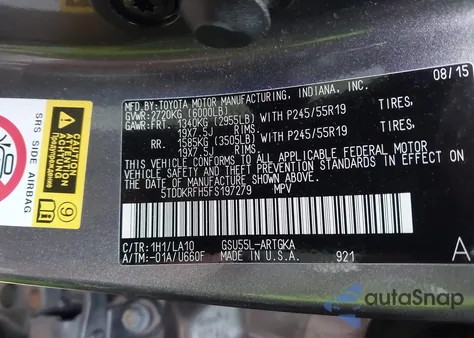 08/15
MFD. BY:TOYOTA MOTOR MANUFACTURING, INDIANA, INC.
GVWR: 2720KG (6000LB)
GAWR:FRT. 1340KG (2955LB) WITH P245/55R19 TIRES,
19X7.5J RIMS.
RR. 1585KG (3505LB) WITH P245/55R19 TIRES,
19X7.5J RIMS.
THIS VEHICLE CONFORMS TO ALL APPLICABLE FEDERAL MOTOR
VEHICLE SAFETY STANDARDS IN EFFECT ON THE DATE OF
MANUFACTURE SHOWN ABOVE.
5TDDKRFH5FS197279 MPV
C/TR:1H1/LA10 GSU55L-ARTGKA
A/TM:-01A/U660F MADE IN U.S.A. 921
A
SRS SIDE AIRBAG
CAUTION
9
autoSnap